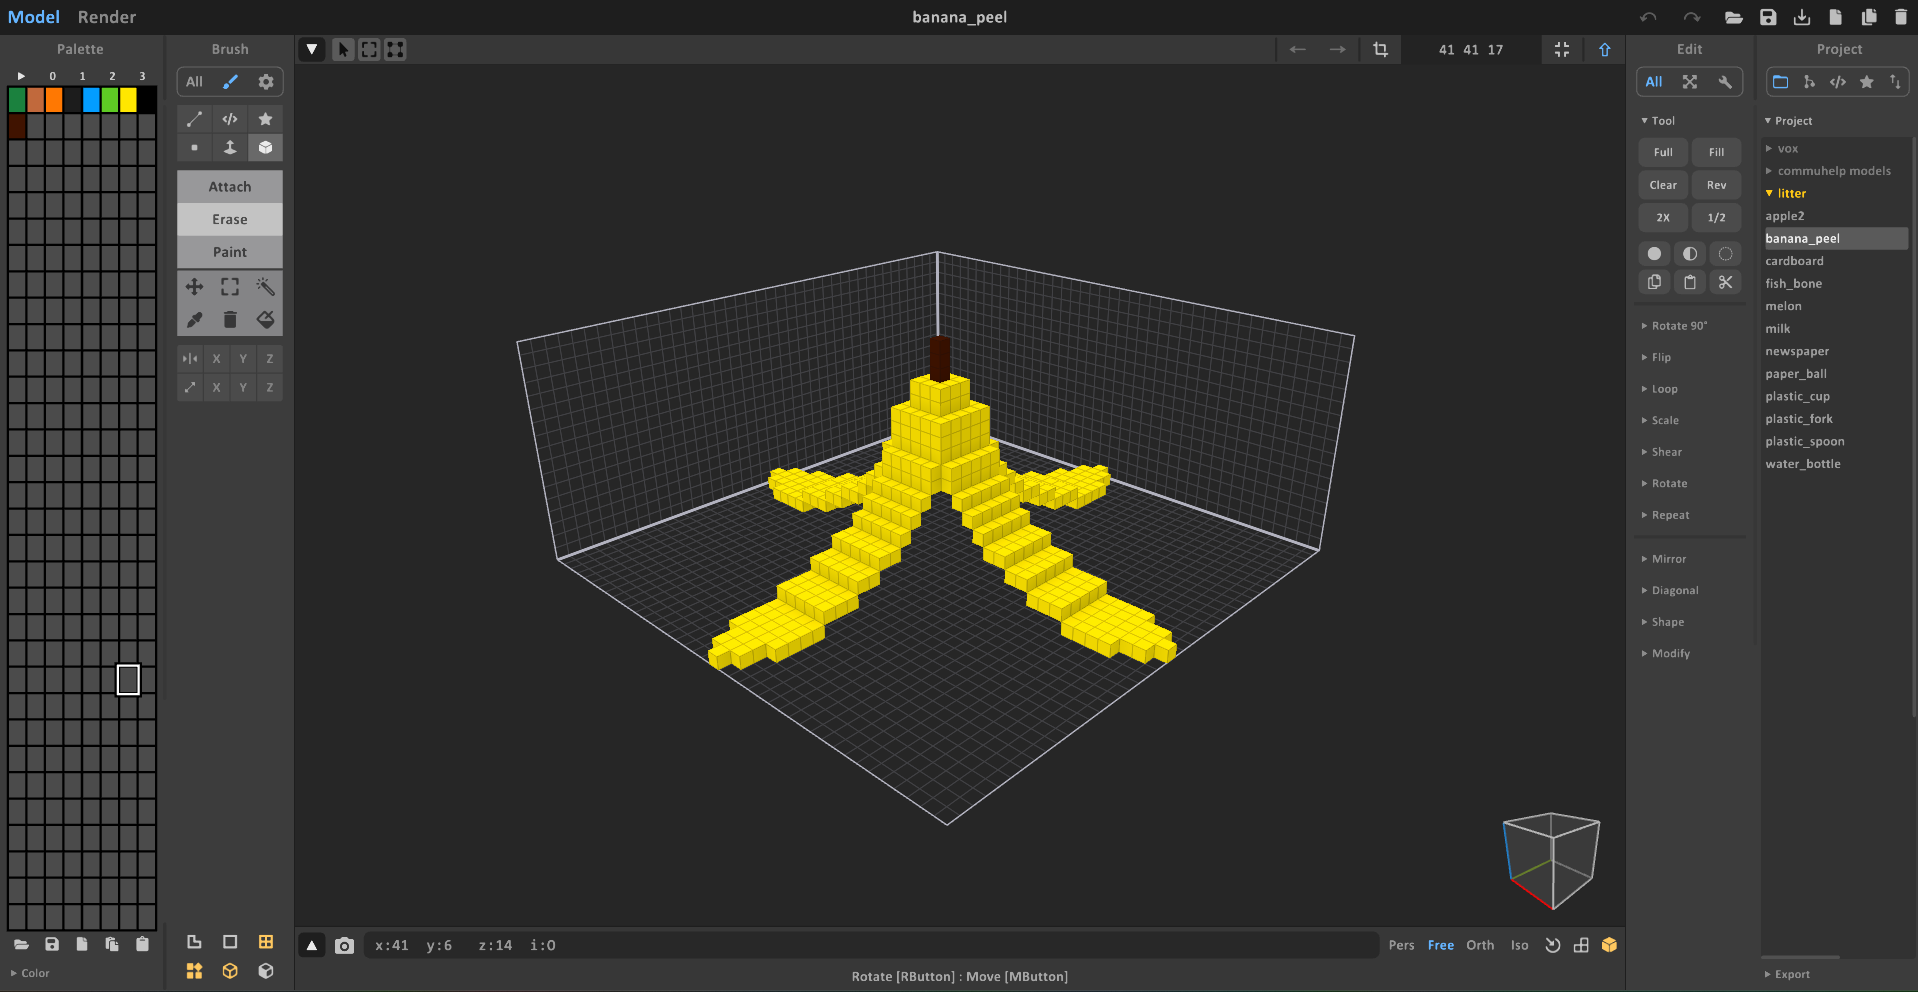 Model Render
banana_peel
Palette
Brush
Edit
Project
0 1 2 3
All
41 41 17
All
Tool
Project
Full Fill
Clear Rev
2X 1/2
Attach
Erase
Paint
X Y Z
X Y Z
Rotate 90°
Flip
Loop
Scale
Shear
Rotate
Repeat
Mirror
Diagonal
Shape
Modify
vox
commuhelp models
litter
apple2
banana_peel
cardboard
fish_bone
melon
milk
newspaper
paper_ball
plastic_cup
plastic_fork
plastic_spoon
water_bottle
x:41 y:6 z:14 i:0
Pers Free Orth Iso
Color
Rotate [RButton] : Move [MButton]
Export